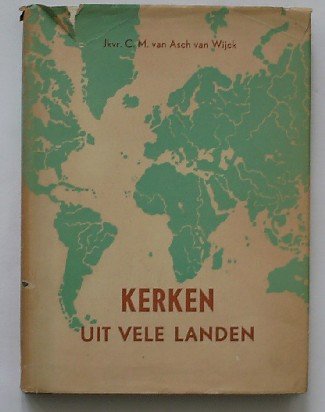 Jkvr. C. M. van Asch van Wijck
KERKEN
UIT VELE LANDEN